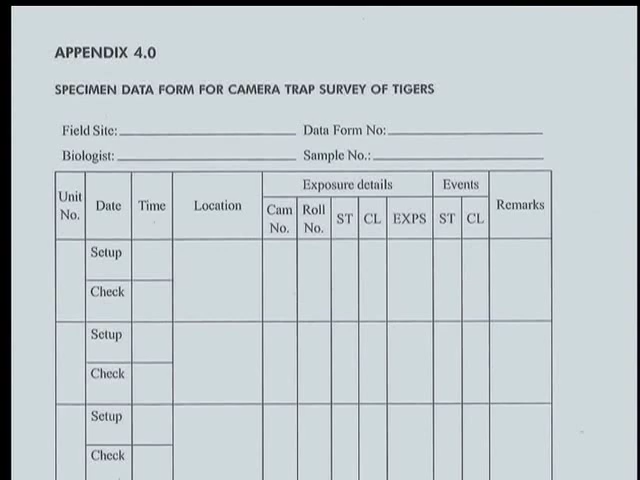 APPENDIX 4.0
SPECIMEN DATA FORM FOR CAMERA TRAP SURVEY OF TIGERS
Field Site: Data Form No:
Biologist: Sample No.:
Unit No. Date Time Location Exposure details Events Remarks
Cam No. Roll No. ST CL EXPS ST CL
Setup
Check
Setup
Check
Setup
Check